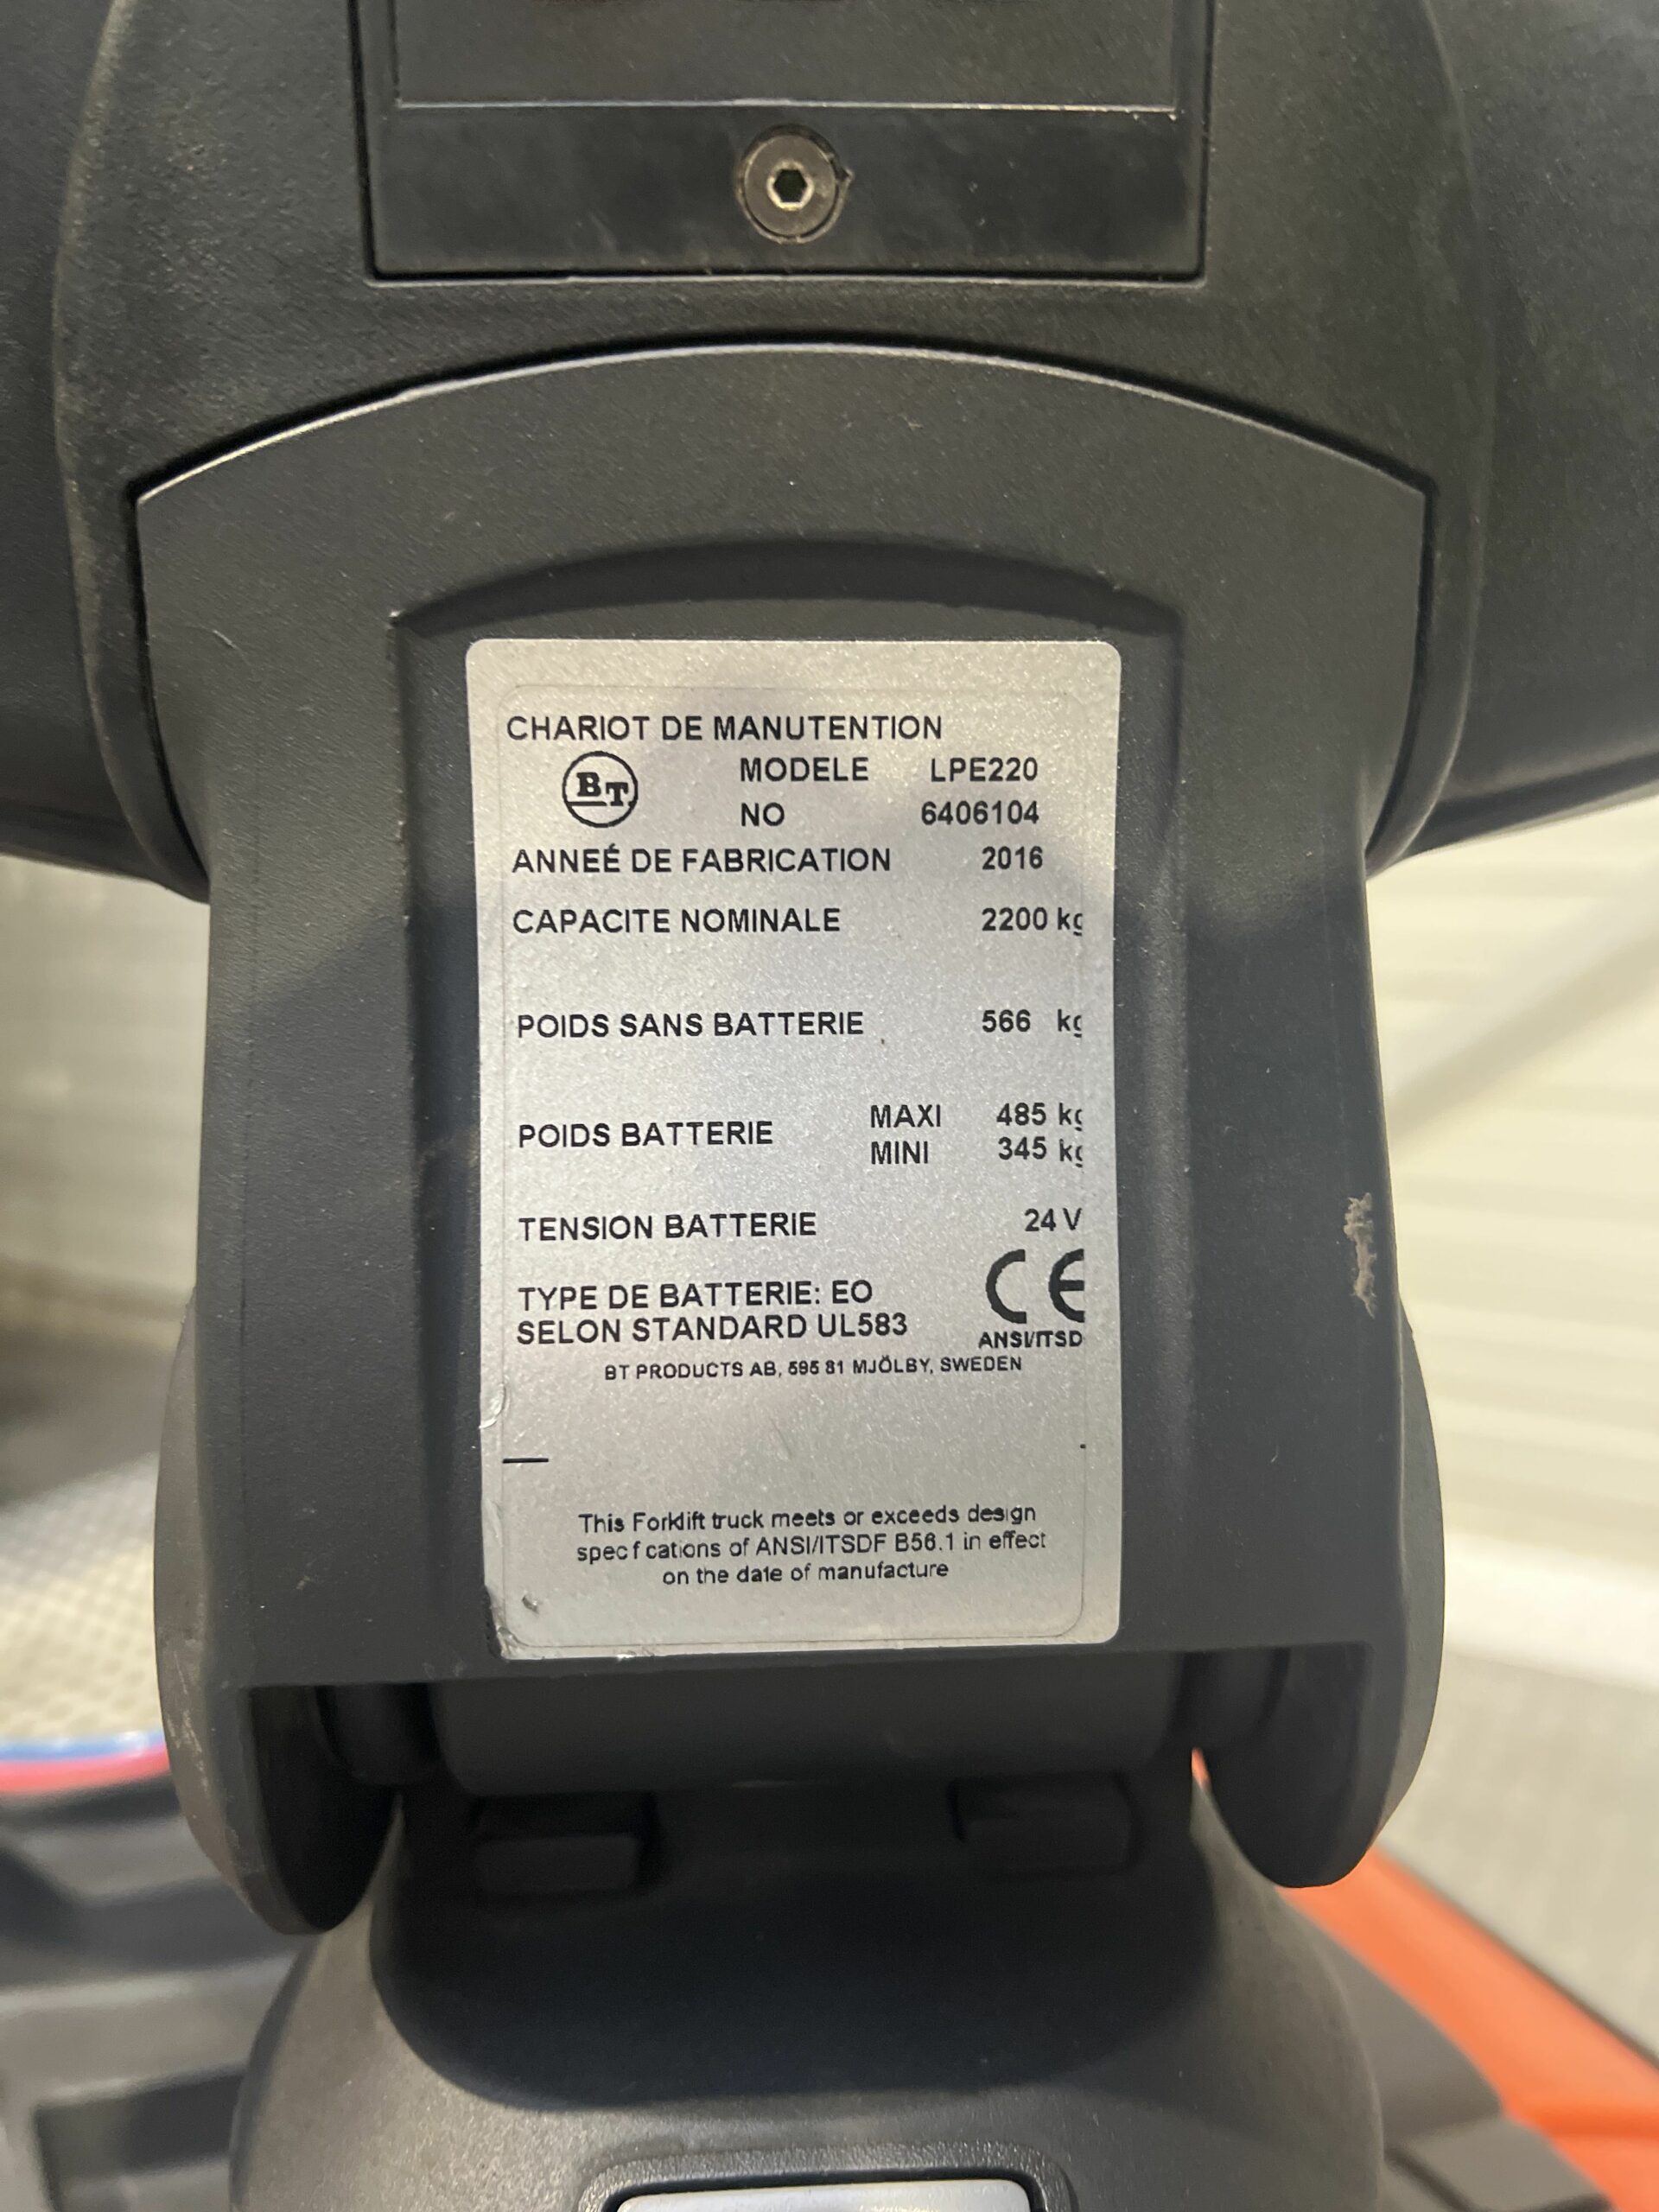 CHARIOT DE MANUTENTION
BT MODELE LPE220
NO 6406104
ANNEÉ DE FABRICATION 2016
CAPACITE NOMINALE 2200 kg
POIDS SANS BATTERIE 566 kg
POIDS BATTERIE MAXI 485 kg
MINI 345 kg
TENSION BATTERIE 24 V
TYPE DE BATTERIE: EO
SELON STANDARD UL583
CE
ANSI/ITSD
BT PRODUCTS AB, 595 81 MJÖLBY, SWEDEN
This Forklift truck meets or exceeds design
specifications of ANSI/ITSDF B56.1 in effect
on the date of manufacture